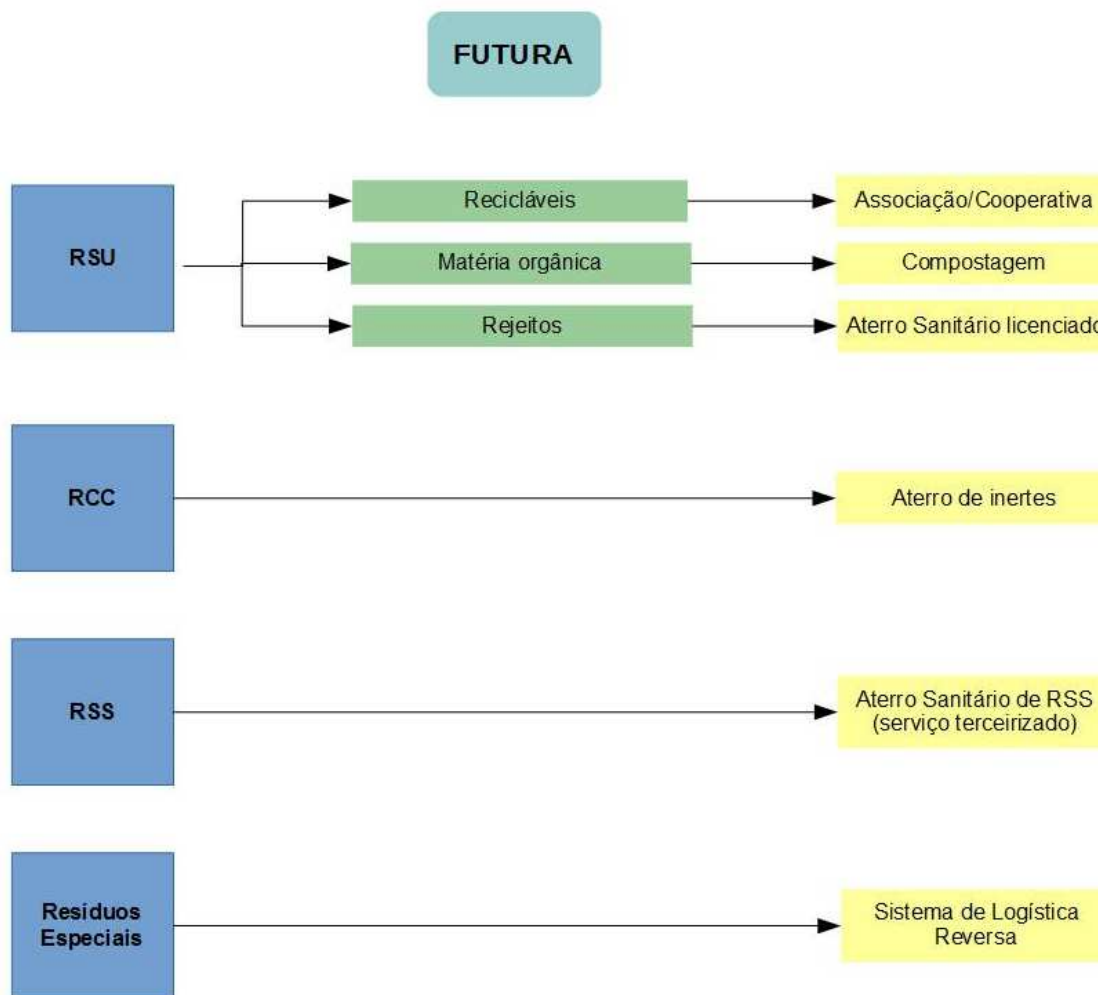 FUTURA
RSU
Recicláveis
Associação/Cooperativa
Matéria orgânica
Compostagem
Rejeitos
Aterro Sanitário licenciado
RCC
Aterro de inertes
RSS
Aterro Sanitário de RSS
(serviço terceirizado)
Resíduos
Especiais
Sistema de Logística
Reversa